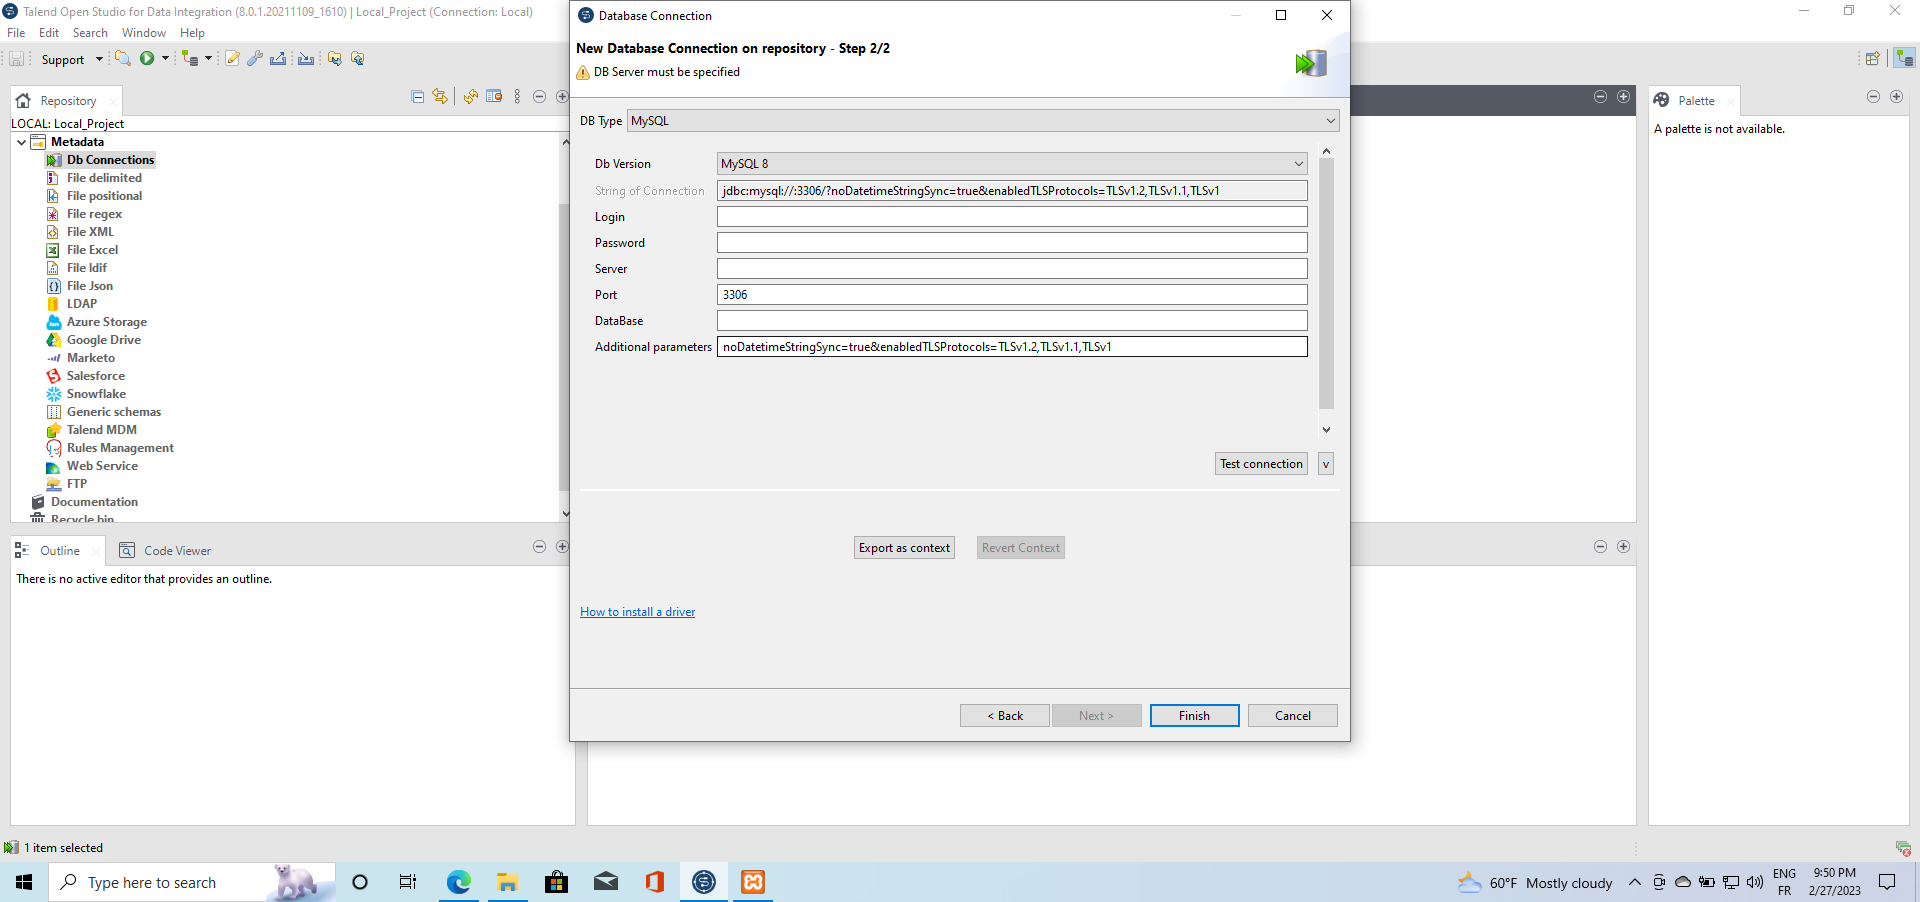 Talend Open Studio for Data Integration (8.0.1.20211109_1610) | Local_Project (Connection: Local)
File Edit Search Window Help
Support
Repository
LOCAL: Local_Project
Metadata
Db Connections
File delimited
File positional
File regex
File XML
File Excel
File ldif
File Json
LDAP
Azure Storage
Google Drive
Marketo
Salesforce
Snowflake
Generic schemas
Talend MDM
Rules Management
Web Service
FTP
Documentation
Recycle bin
Outline
Code Viewer
There is no active editor that provides an outline.
Database Connection
New Database Connection on repository - Step 2/2
DB Server must be specified
DB Type MySQL
Db Version MySQL 8
String of Connection jdbc:mysql://:3306/?noDatetimeStringSync=true&enabledTLSProtocols=TLSv1.2,TLSv1.1,TLSv1
Login
Password
Server
Port 3306
DataBase
Additional parameters noDatetimeStringSync=true&enabledTLSProtocols=TLSv1.2,TLSv1.1,TLSv1
Test connection v
Export as context Revert Context
How to install a driver
< Back Next > Finish Cancel
Palette
A palette is not available.
1 item selected
Type here to search
60°F Mostly cloudy
ENG
FR
9:50 PM
2/27/2023